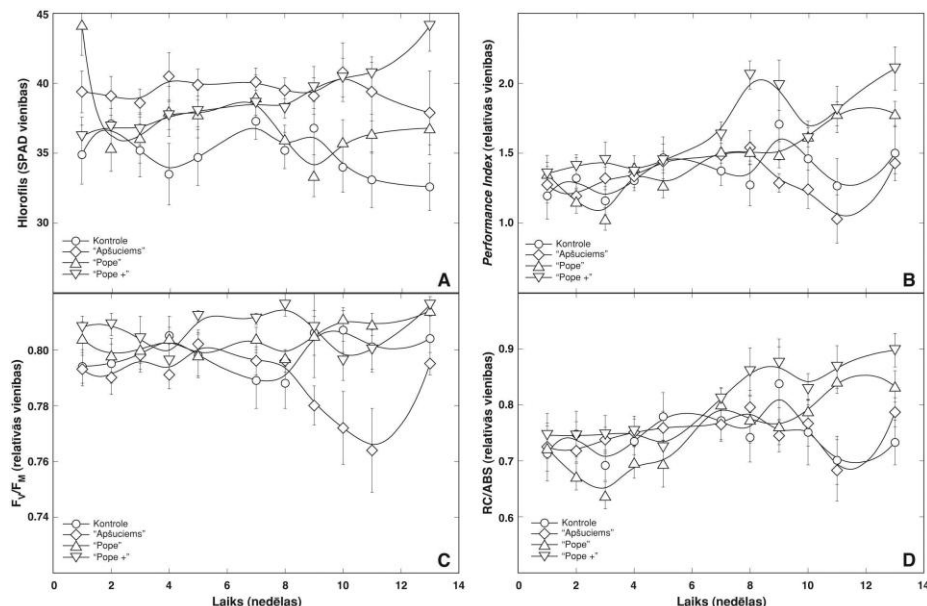 Hlorofils (SPAD vienības)
45
40
35
30
Kontrole
"Apšuciems"
"Pope"
"Pope +"
A
Performance Index (relatīvās vienības)
2.0
1.5
1.0
Kontrole
"Apšuciems"
"Pope"
"Pope +"
B
FV/FM (relatīvās vienības)
0.80
0.78
0.76
0.74
Kontrole
"Apšuciems"
"Pope"
"Pope +"
C
0 2 4 6 8 10 12 14
Laiks (nedēļas)
RC/ABS (relatīvās vienības)
0.9
0.8
0.7
0.6
Kontrole
"Apšuciems"
"Pope"
"Pope +"
D
0 2 4 6 8 10 12 14
Laiks (nedēļas)